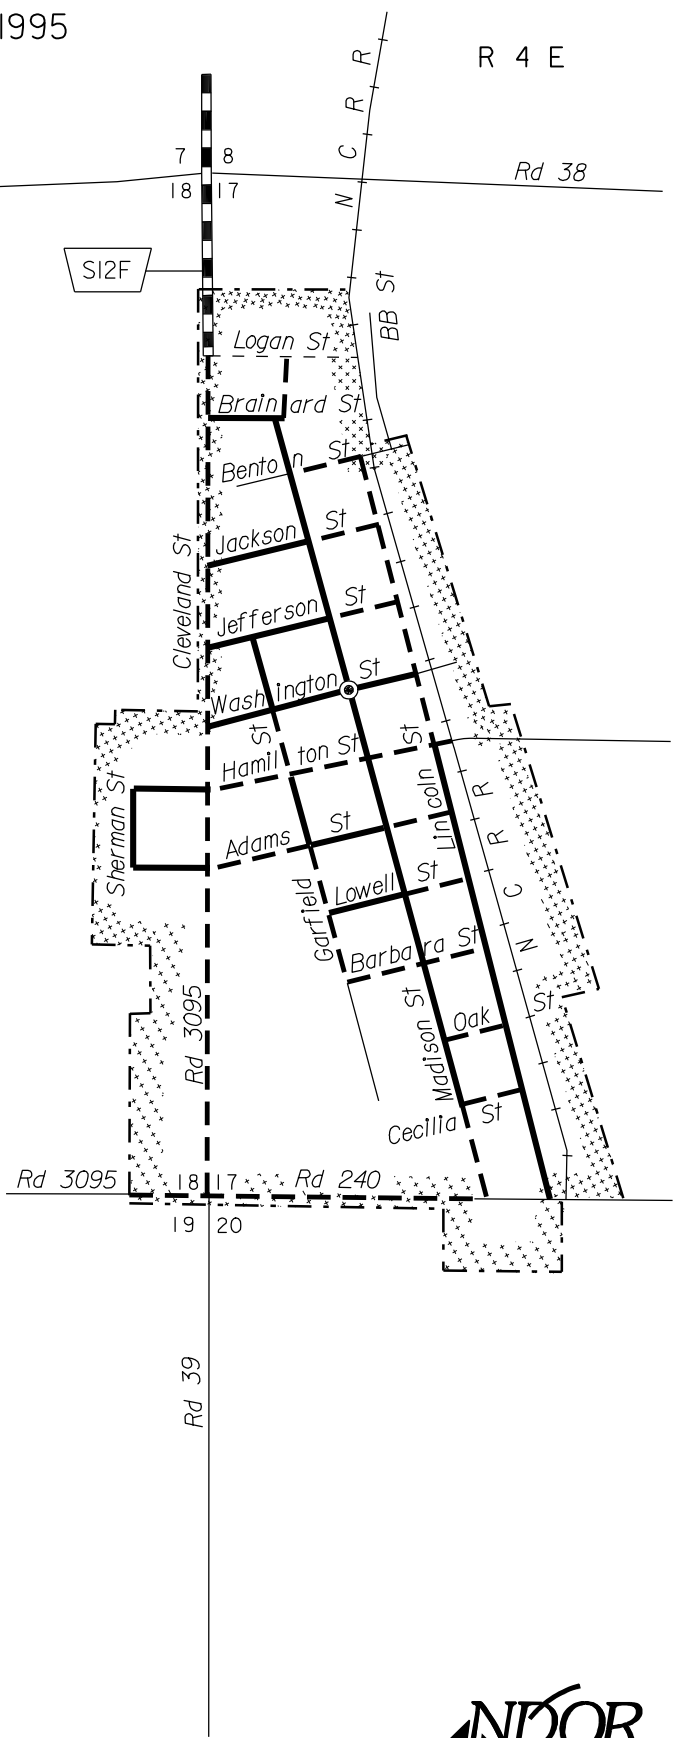 1995
R 4 E
N C R R
7 8
Rd 38
18 17
S12F
BB St
Logan St
Brainard St
Benton St
Jackson St
Cleveland St
Jefferson St
Washington St
St
Hamilton St
Lincoln St
Sherman St
Adams St
N C R R
Garfield
Lowell St
Barbara St
Madison St
Rd 3095
Oak St
Cecilia St
Rd 3095
18 17
Rd 240
19 20
Rd 39
NDOR